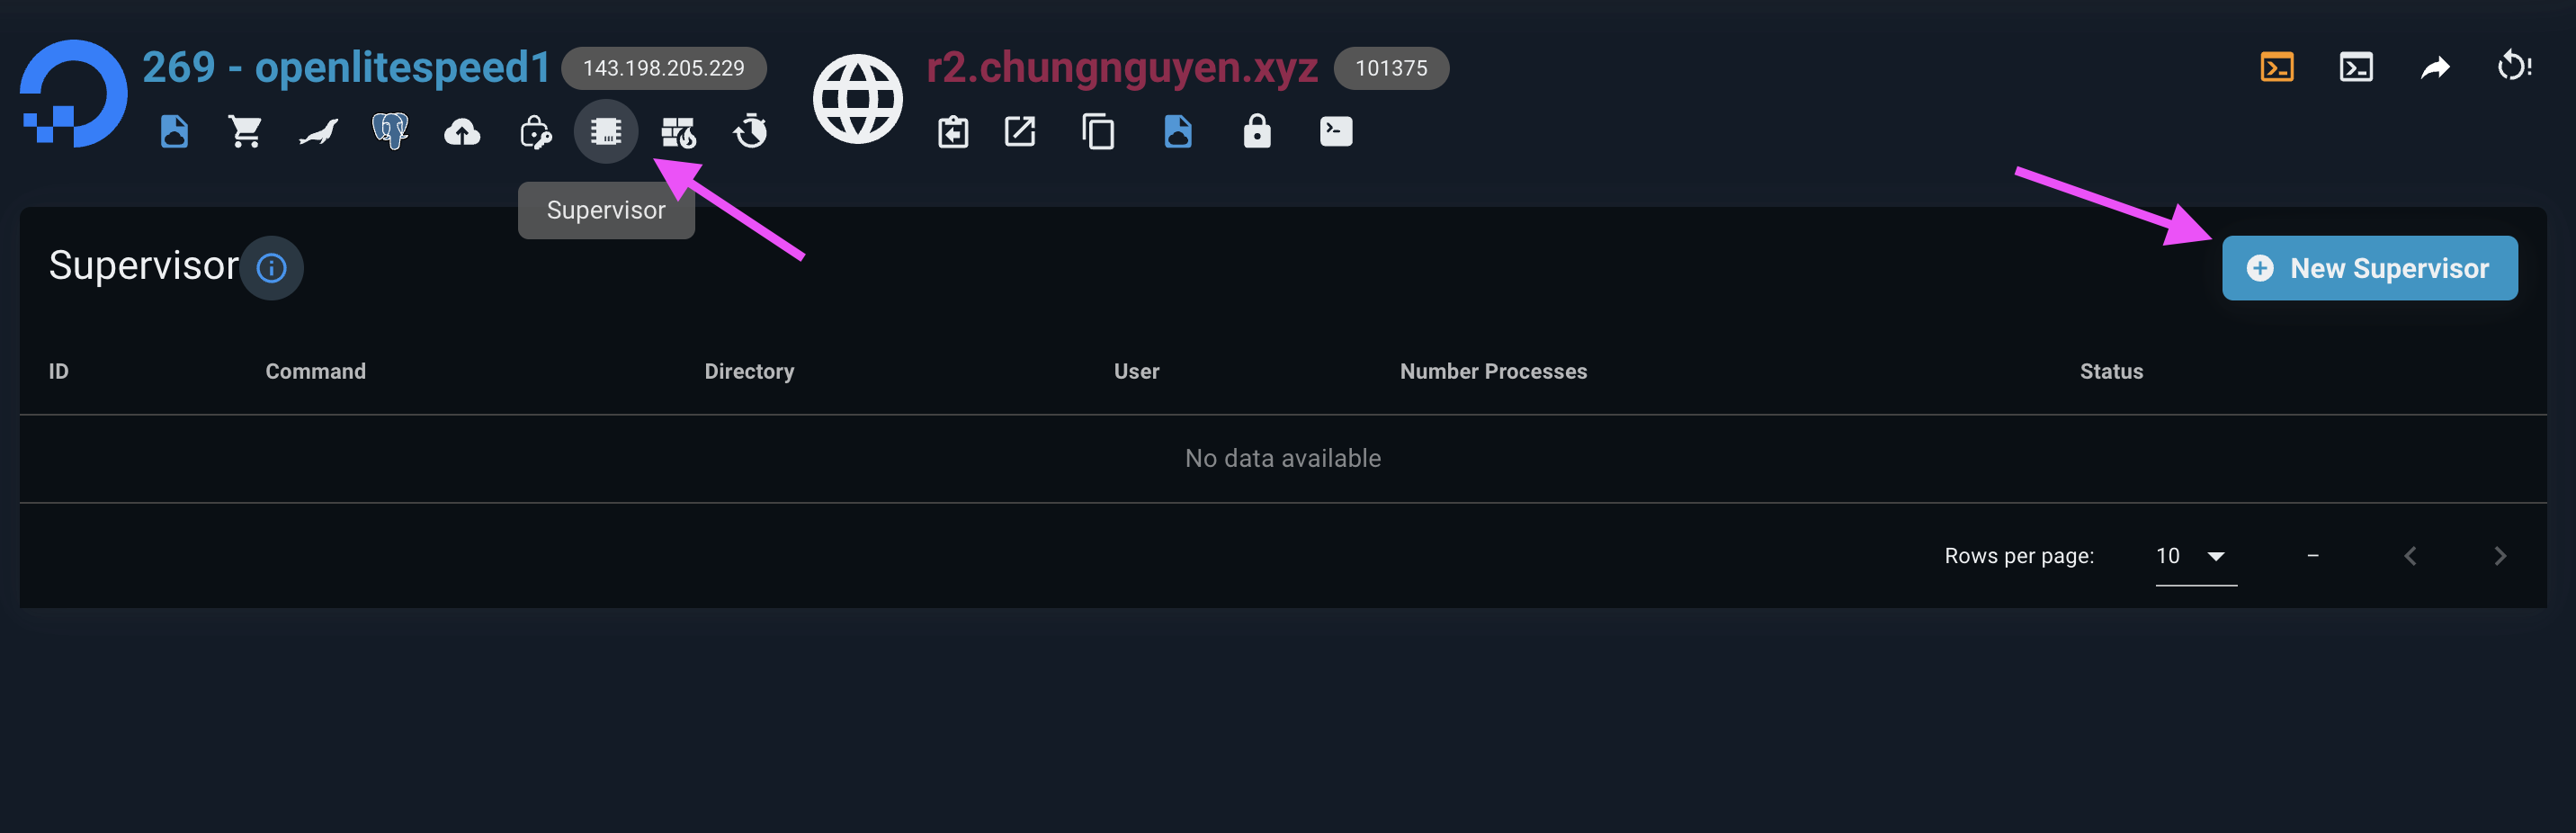 269 - openlitespeed1 143.198.205.229 r2.chungnguyen.xyz 101375
Supervisor
Supervisor
New Supervisor
ID Command Directory User Number Processes Status
No data available
Rows per page: 10 –